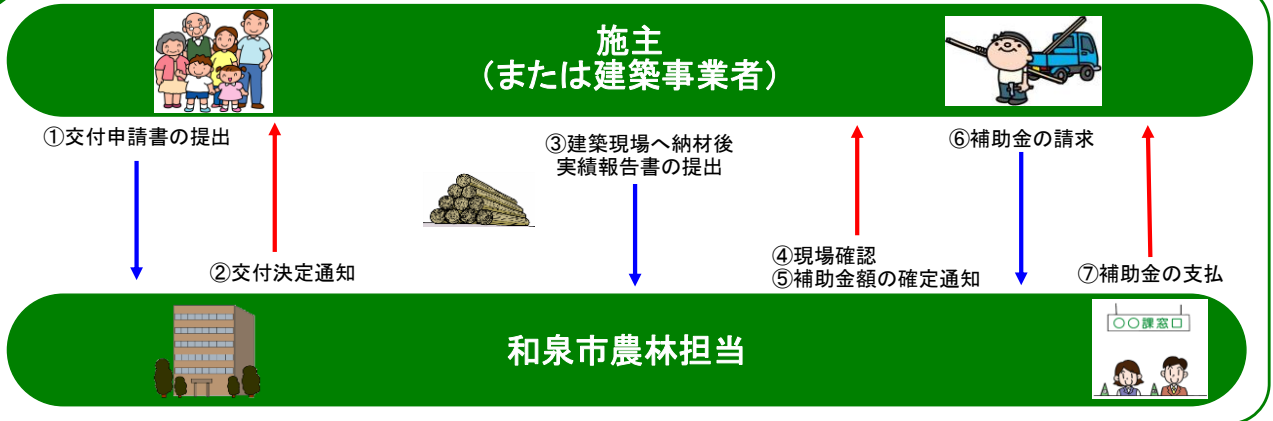 施主
（または建築事業者）
①交付申請書の提出
②交付決定通知
③建築現場へ納材後
実績報告書の提出
④現場確認
⑤補助金額の確定通知
⑥補助金の請求
⑦補助金の支払
和泉市農林担当
○○課窓口